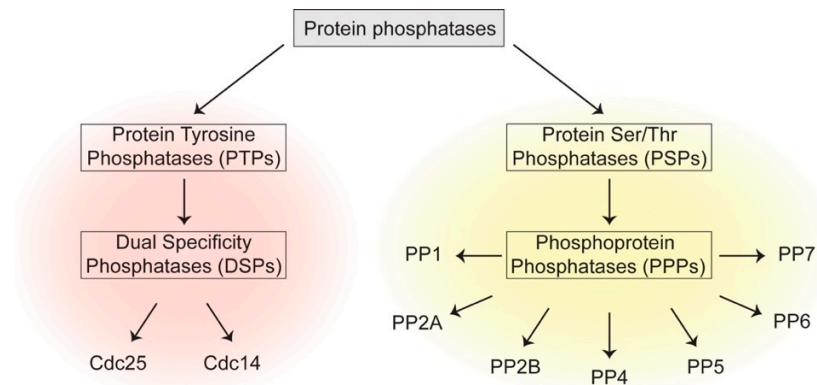 Protein phosphatases
Protein Tyrosine
Phosphatases (PTPs)
Protein Ser/Thr
Phosphatases (PSPs)
Dual Specificity
Phosphatases (DSPs)
Phosphoprotein
Phosphatases (PPPs)
PP1
PP7
PP2A
PP6
Cdc25
Cdc14
PP2B
PP4
PP5